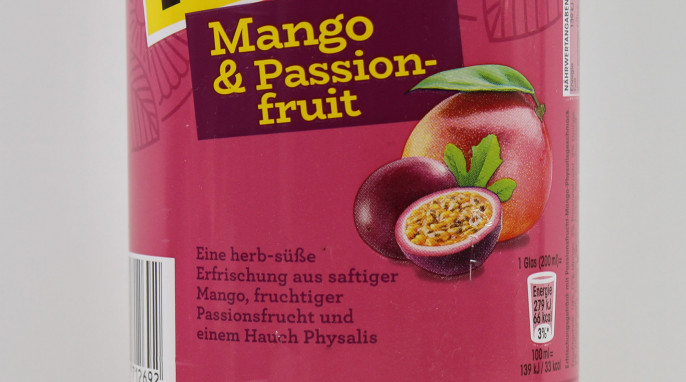 Mango
& Passion-
fruit
NÄHRWERTANGABEN
Eine herb-süße
Erfrischung aus saftiger
Mango, fruchtiger
Passionsfrucht und
einem Hauch Physalis
1 Glas (200 ml)=
Energie
279 kJ
66 kcal
3%*
100 ml=
139 kJ / 33 kcal